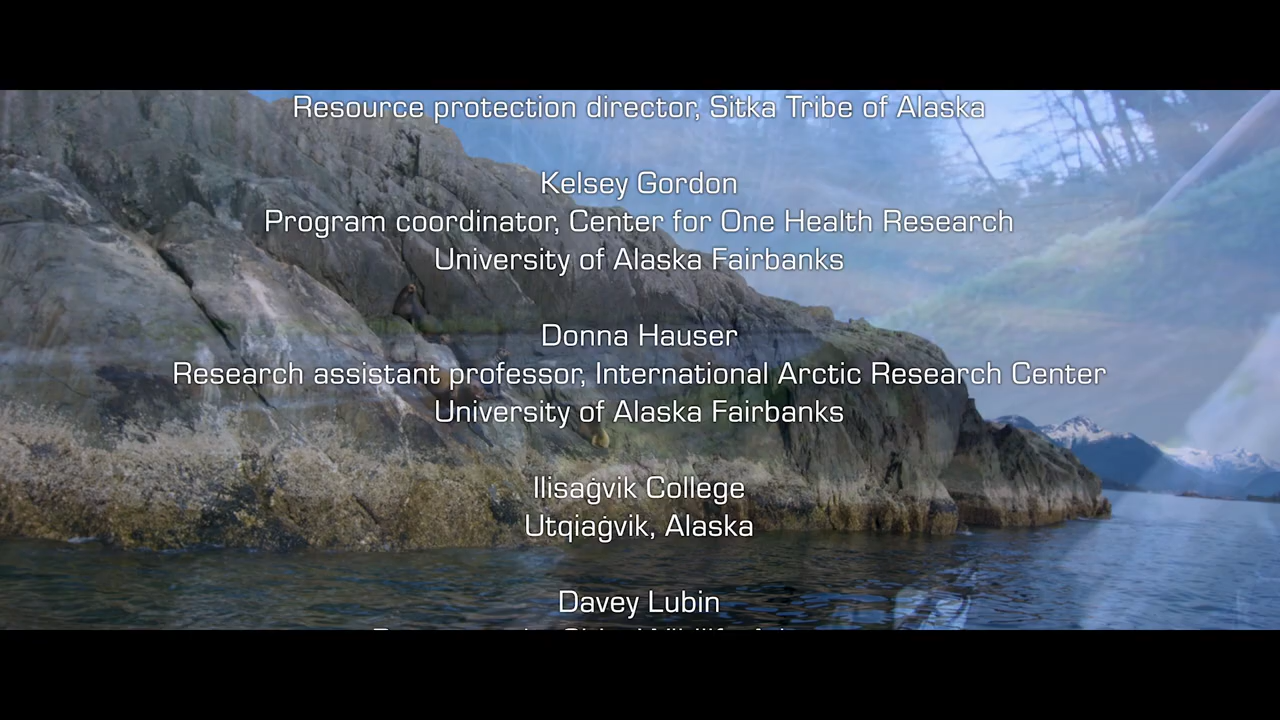 Resource protection director, Sitka Tribe of Alaska
Kelsey Gordon
Program coordinator, Center for One Health Research
University of Alaska Fairbanks
Donna Hauser
Research assistant professor, International Arctic Research Center
University of Alaska Fairbanks
Ilisaġvik College
Utqiaġvik, Alaska
Davey Lubin